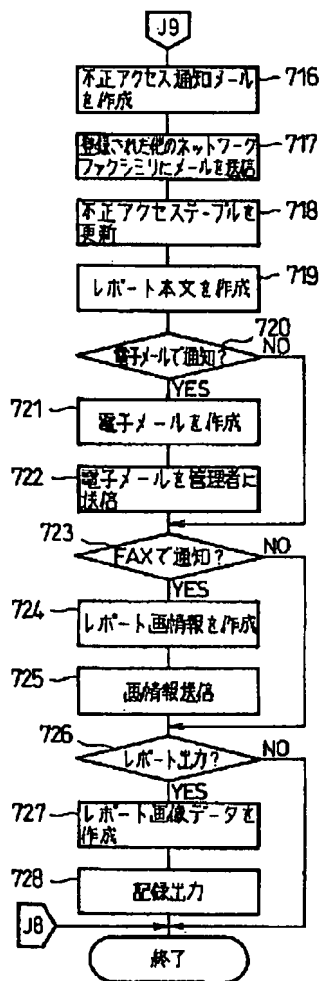 J9
不正アクセス通知メール
を作成
716
登録された他のネットワーク
ファクシミリにメールを送信
717
不正アクセステーブルを
更新
718
レポート本文を作成
719
720
電子メールで通知?
NO
YES
721
電子メールを作成
722
電子メールを管理者に
送信
723
FAXで通知?
NO
YES
724
レポート画情報を作成
725
画情報送信
726
レポート出力?
NO
YES
727
レポート画像データを
作成
728
記録出力
J8
終了